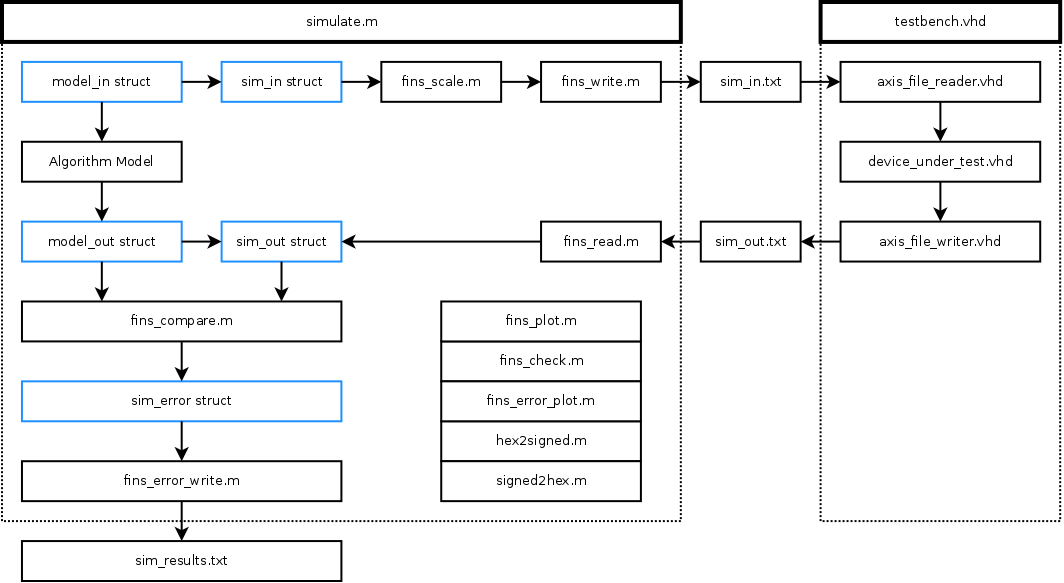 simulate.m
testbench.vhd
model_in struct
sim_in struct
fins_scale.m
fins_write.m
sim_in.txt
axis_file_reader.vhd
Algorithm Model
device_under_test.vhd
model_out struct
sim_out struct
fins_read.m
sim_out.txt
axis_file_writer.vhd
fins_compare.m
fins_plot.m
fins_check.m
sim_error struct
fins_error_plot.m
hex2signed.m
fins_error_write.m
signed2hex.m
sim_results.txt